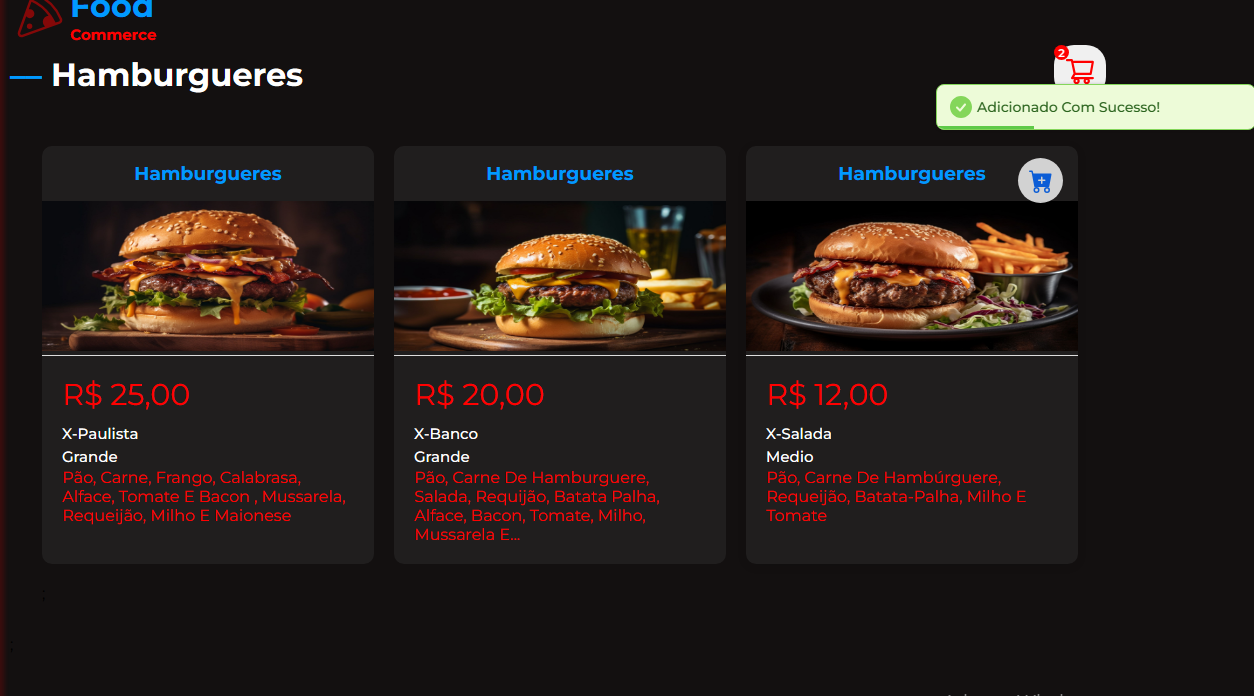 Food
Commerce
Hamburgueres
2
Adicionado Com Sucesso!
Hamburgueres
Hamburgueres
Hamburgueres
R$ 25,00
X-Paulista
Grande
Pão, Carne, Frango, Calabrasa,
Alface, Tomate E Bacon , Mussarela,
Requeijão, Milho E Maionese
R$ 20,00
X-Banco
Grande
Pão, Carne De Hamburguere,
Salada, Requijão, Batata Palha,
Alface, Bacon, Tomate, Milho,
Mussarela E...
R$ 12,00
X-Salada
Medio
Pão, Carne De Hambúrguere,
Requeijão, Batata-Palha, Milho E
Tomate
;
;